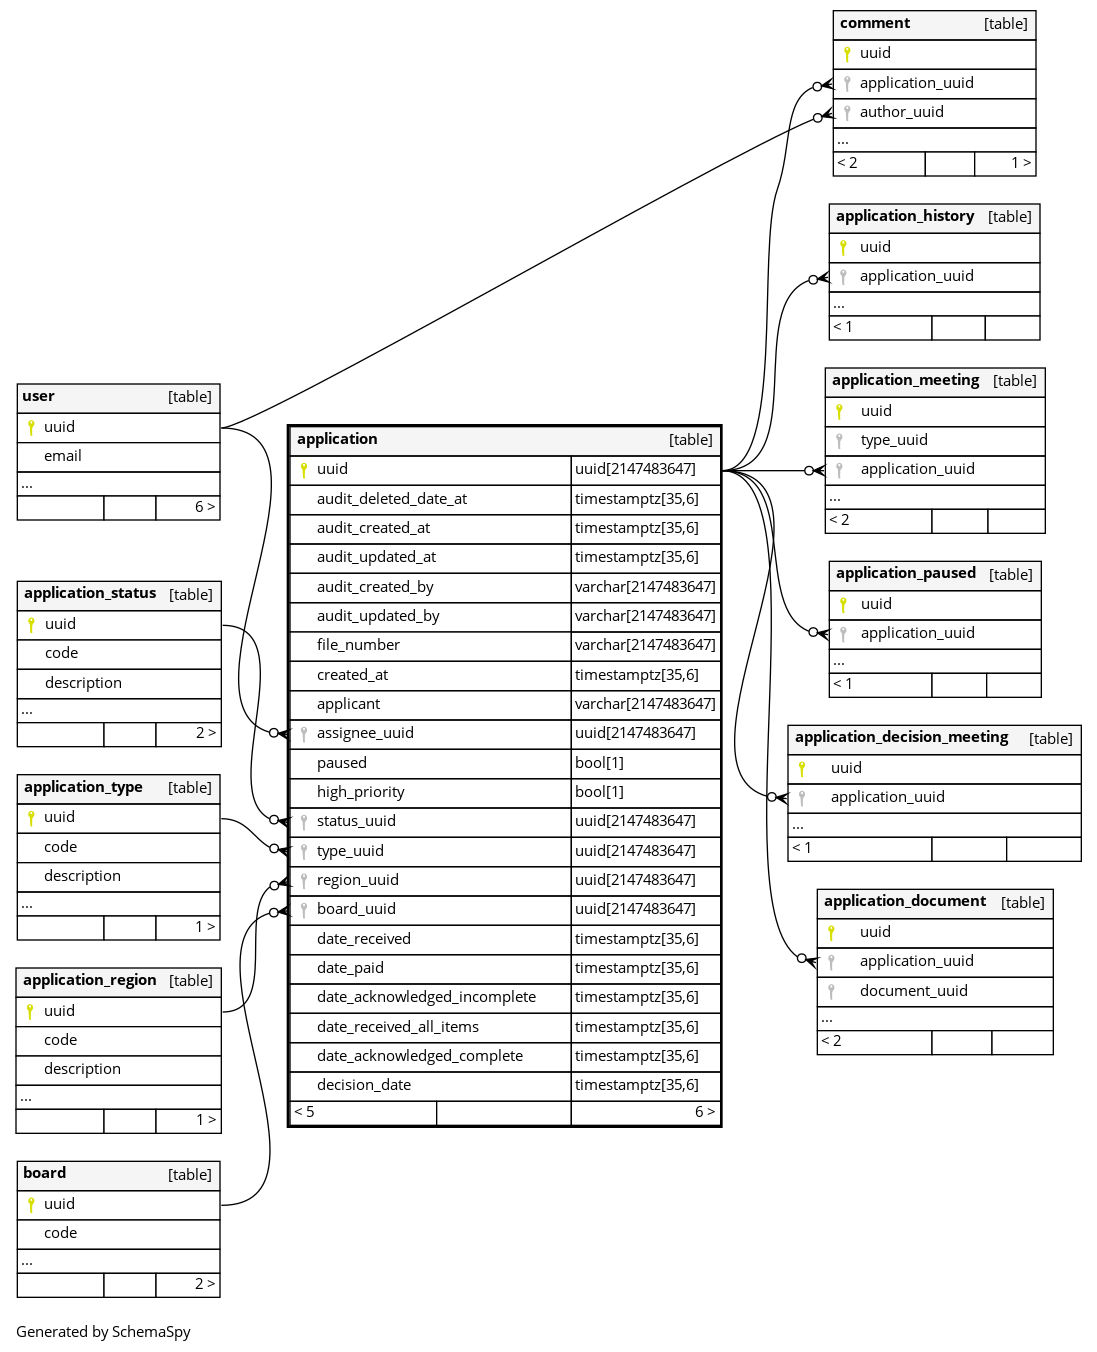 comment [table]
uuid
application_uuid
author_uuid
...
< 2 1 >
application_history [table]
uuid
application_uuid
...
< 1
application_meeting [table]
uuid
type_uuid
application_uuid
...
< 2
application_paused [table]
uuid
application_uuid
...
< 1
application_decision_meeting [table]
uuid
application_uuid
...
< 1
application_document [table]
uuid
application_uuid
document_uuid
...
< 2
user [table]
uuid
email
...
6 >
application_status [table]
uuid
code
description
...
2 >
application_type [table]
uuid
code
description
...
1 >
application_region [table]
uuid
code
description
...
1 >
board [table]
uuid
code
...
2 >
application [table]
uuid uuid[2147483647]
audit_deleted_date_at timestamptz[35,6]
audit_created_at timestamptz[35,6]
audit_updated_at timestamptz[35,6]
audit_created_by varchar[2147483647]
audit_updated_by varchar[2147483647]
file_number varchar[2147483647]
created_at timestamptz[35,6]
applicant varchar[2147483647]
assignee_uuid uuid[2147483647]
paused bool[1]
high_priority bool[1]
status_uuid uuid[2147483647]
type_uuid uuid[2147483647]
region_uuid uuid[2147483647]
board_uuid uuid[2147483647]
date_received timestamptz[35,6]
date_paid timestamptz[35,6]
date_acknowledged_incomplete timestamptz[35,6]
date_received_all_items timestamptz[35,6]
date_acknowledged_complete timestamptz[35,6]
decision_date timestamptz[35,6]
< 5 6 >
Generated by SchemaSpy